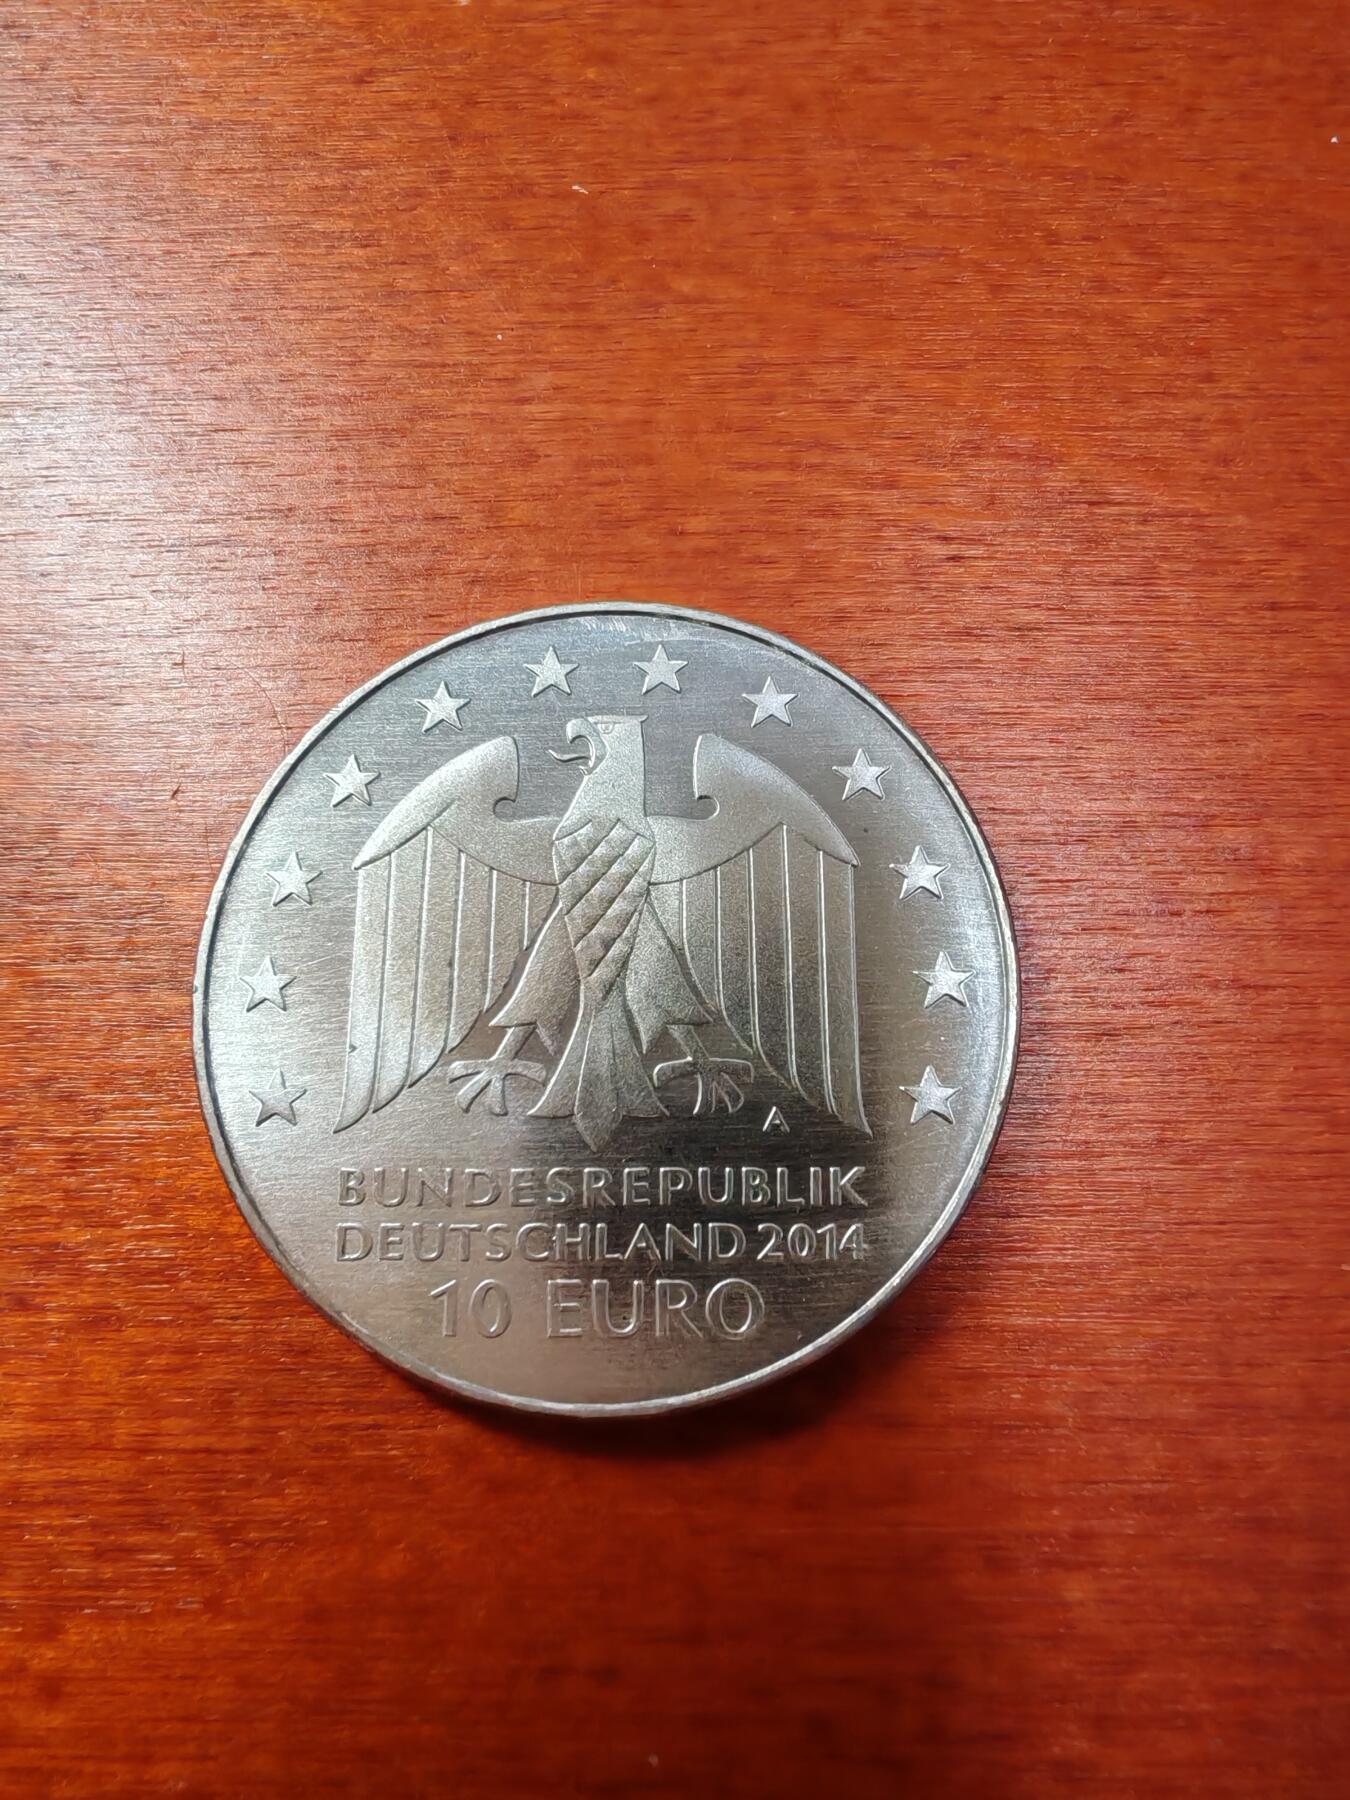 A
BUNDESREPUBLIK
DEUTSCHLAND 2014
10 EURO